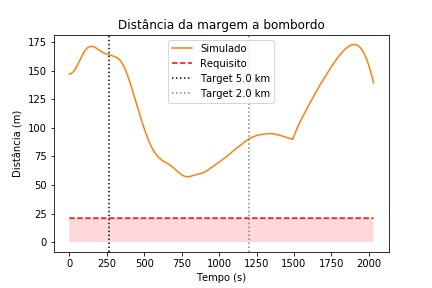 Distância da margem a bombordo
Distância (m)
175
150
125
100
75
50
25
0
Simulado
Requisito
Target 5.0 km
Target 2.0 km
0 250 500 750 1000 1250 1500 1750 2000
Tempo (s)